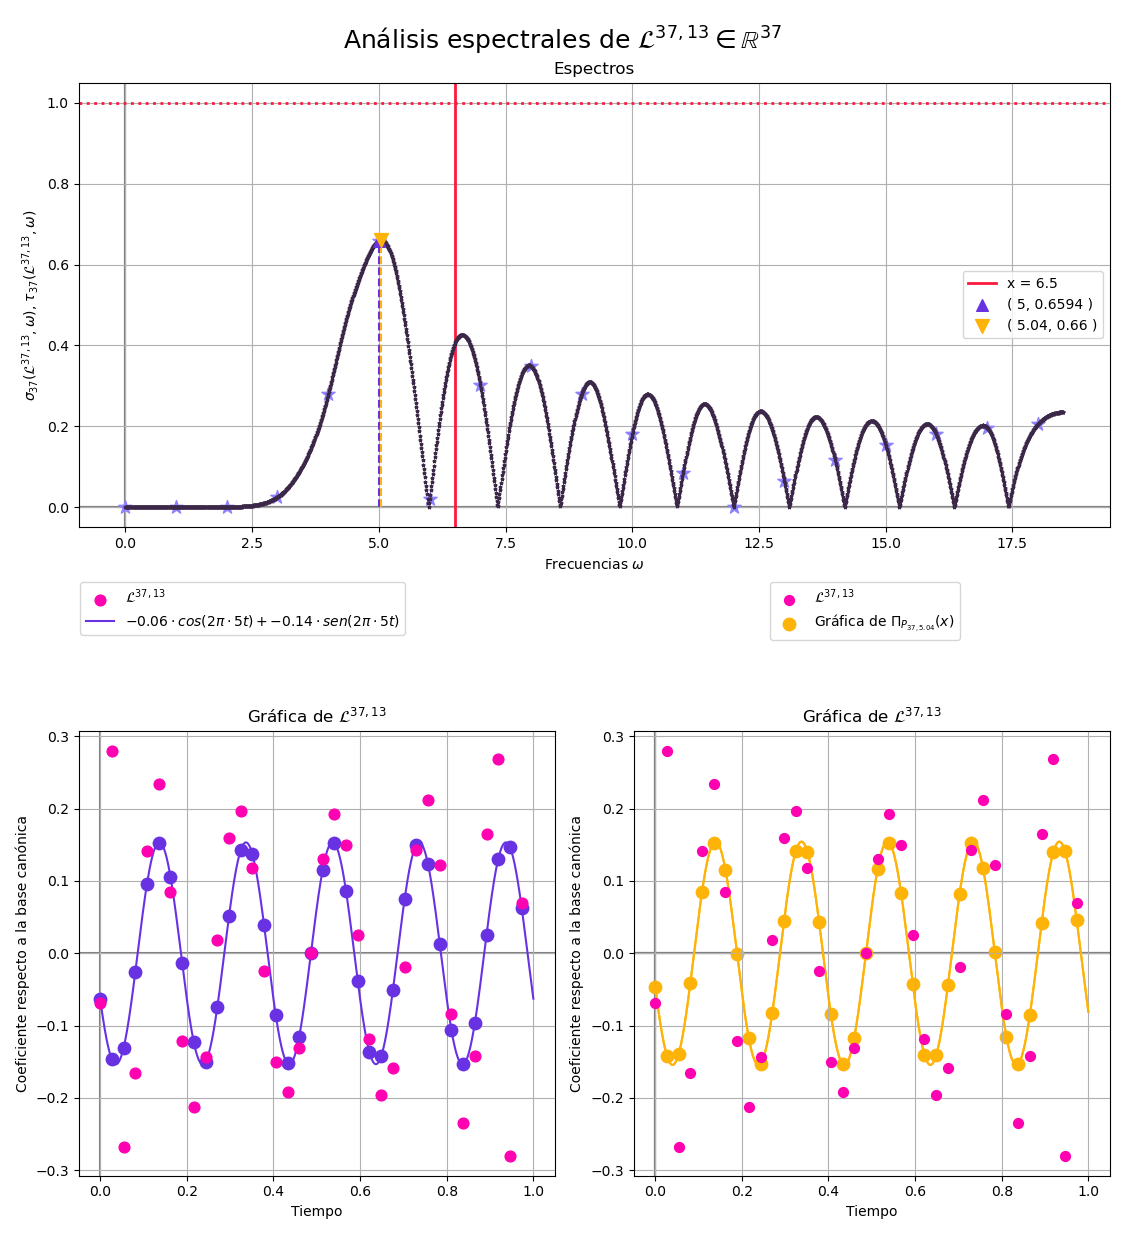 Análisis espectrales de 𝓛^{37,13} ∈ ℝ^{37}
Espectros
σ_{37}(𝓛^{37,13}, ω), τ_{37}(𝓛^{37,13}, ω)
1.0
0.8
0.6
0.4
0.2
0.0
x = 6.5
( 5, 0.6594 )
( 5.04, 0.66 )
0.0 2.5 5.0 7.5 10.0 12.5 15.0 17.5
Frecuencias ω
𝓛^{37,13}
−0.06 · cos(2π · 5t) + −0.14 · sen(2π · 5t)
𝓛^{37,13}
Gráfica de Π_{P_{37,5.04}}(x)
Gráfica de 𝓛^{37,13}
Coeficiente respecto a la base canónica
0.3
0.2
0.1
0.0
−0.1
−0.2
−0.3
0.0 0.2 0.4 0.6 0.8 1.0
Tiempo
Gráfica de 𝓛^{37,13}
Coeficiente respecto a la base canónica
0.3
0.2
0.1
0.0
−0.1
−0.2
−0.3
0.0 0.2 0.4 0.6 0.8 1.0
Tiempo